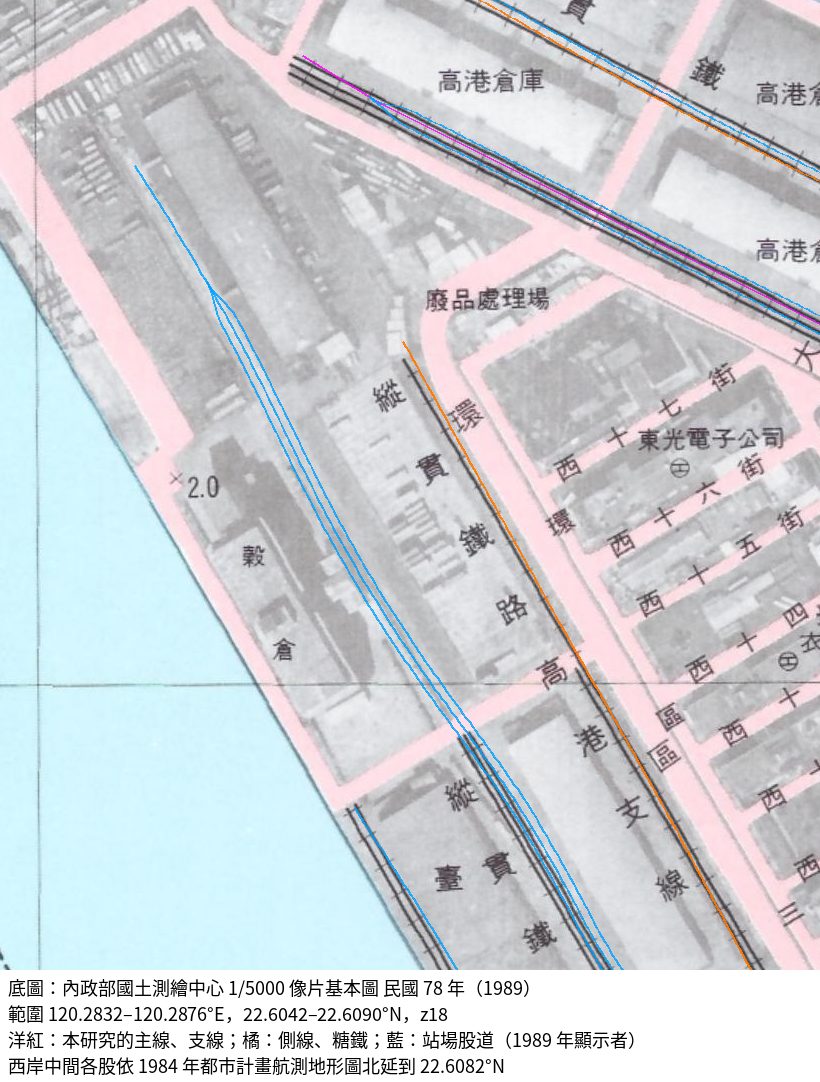 貫
鐵
高港倉庫
高港倉
高港倉
廢品處理場
大
縱
貫
鐵
路
高
港
支
線
環
環
區
區
西十七街
東光電子公司
西十六街
西十五街
西十四
西十
西十
西
三
2.0
穀
倉
縱
貫
鐵
臺
底圖：內政部國土測繪中心 1/5000 像片基本圖 民國 78 年（1989）
範圍 120.2832–120.2876°E，22.6042–22.6090°N，z18
洋紅：本研究的主線、支線；橘：側線、糖鐵；藍：站場股道（1989 年顯示者）
西岸中間各股依 1984 年都市計畫航測地形圖北延到 22.6082°N